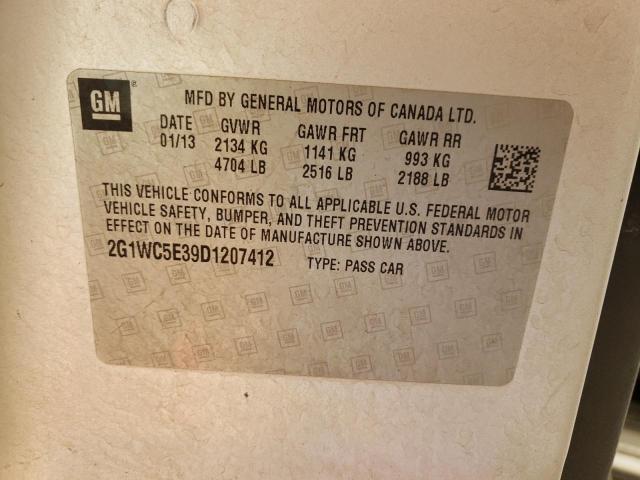 GM ® MFD BY GENERAL MOTORS OF CANADA LTD.
DATE GVWR GAWR FRT GAWR RR
01/13 2134 KG 1141 KG 993 KG
4704 LB 2516 LB 2188 LB
THIS VEHICLE CONFORMS TO ALL APPLICABLE U.S. FEDERAL MOTOR
VEHICLE SAFETY, BUMPER, AND THEFT PREVENTION STANDARDS IN
EFFECT ON THE DATE OF MANUFACTURE SHOWN ABOVE.
2G1WC5E39D1207412 TYPE: PASS CAR